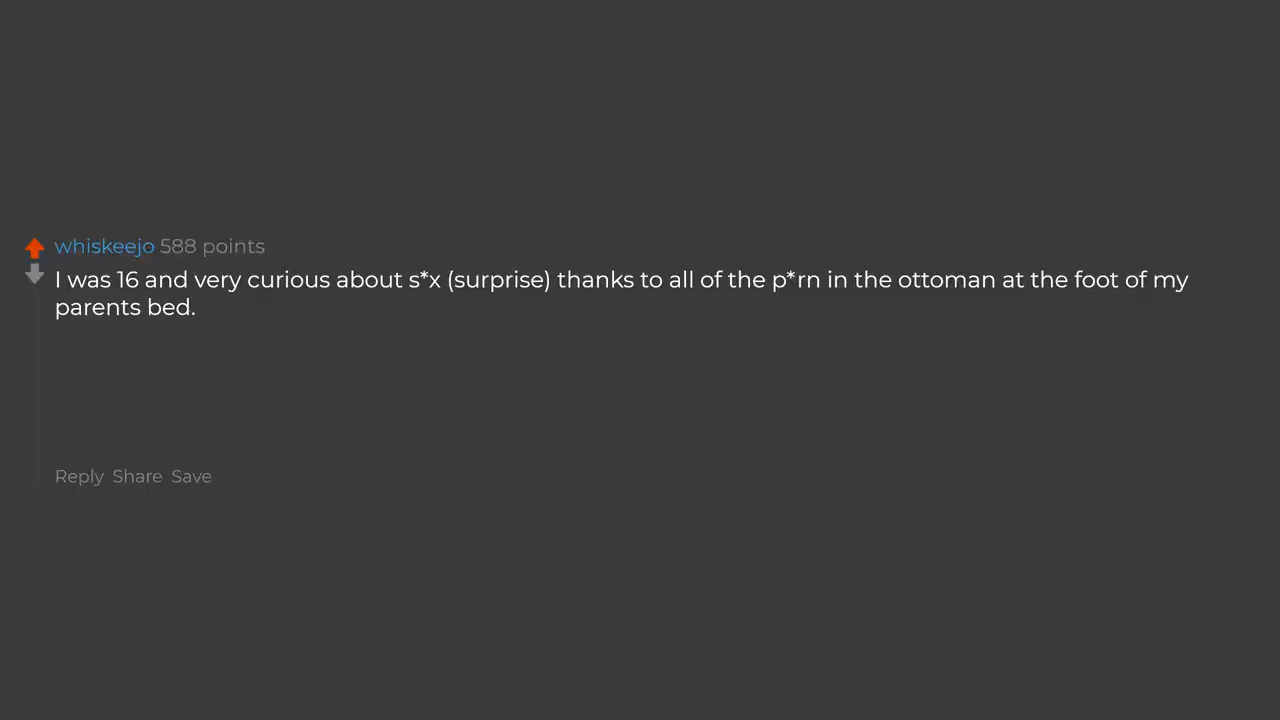 whiskeejo 588 points
I was 16 and very curious about s*x (surprise) thanks to all of the p*rn in the ottoman at the foot of my
parents bed.
Reply Share Save